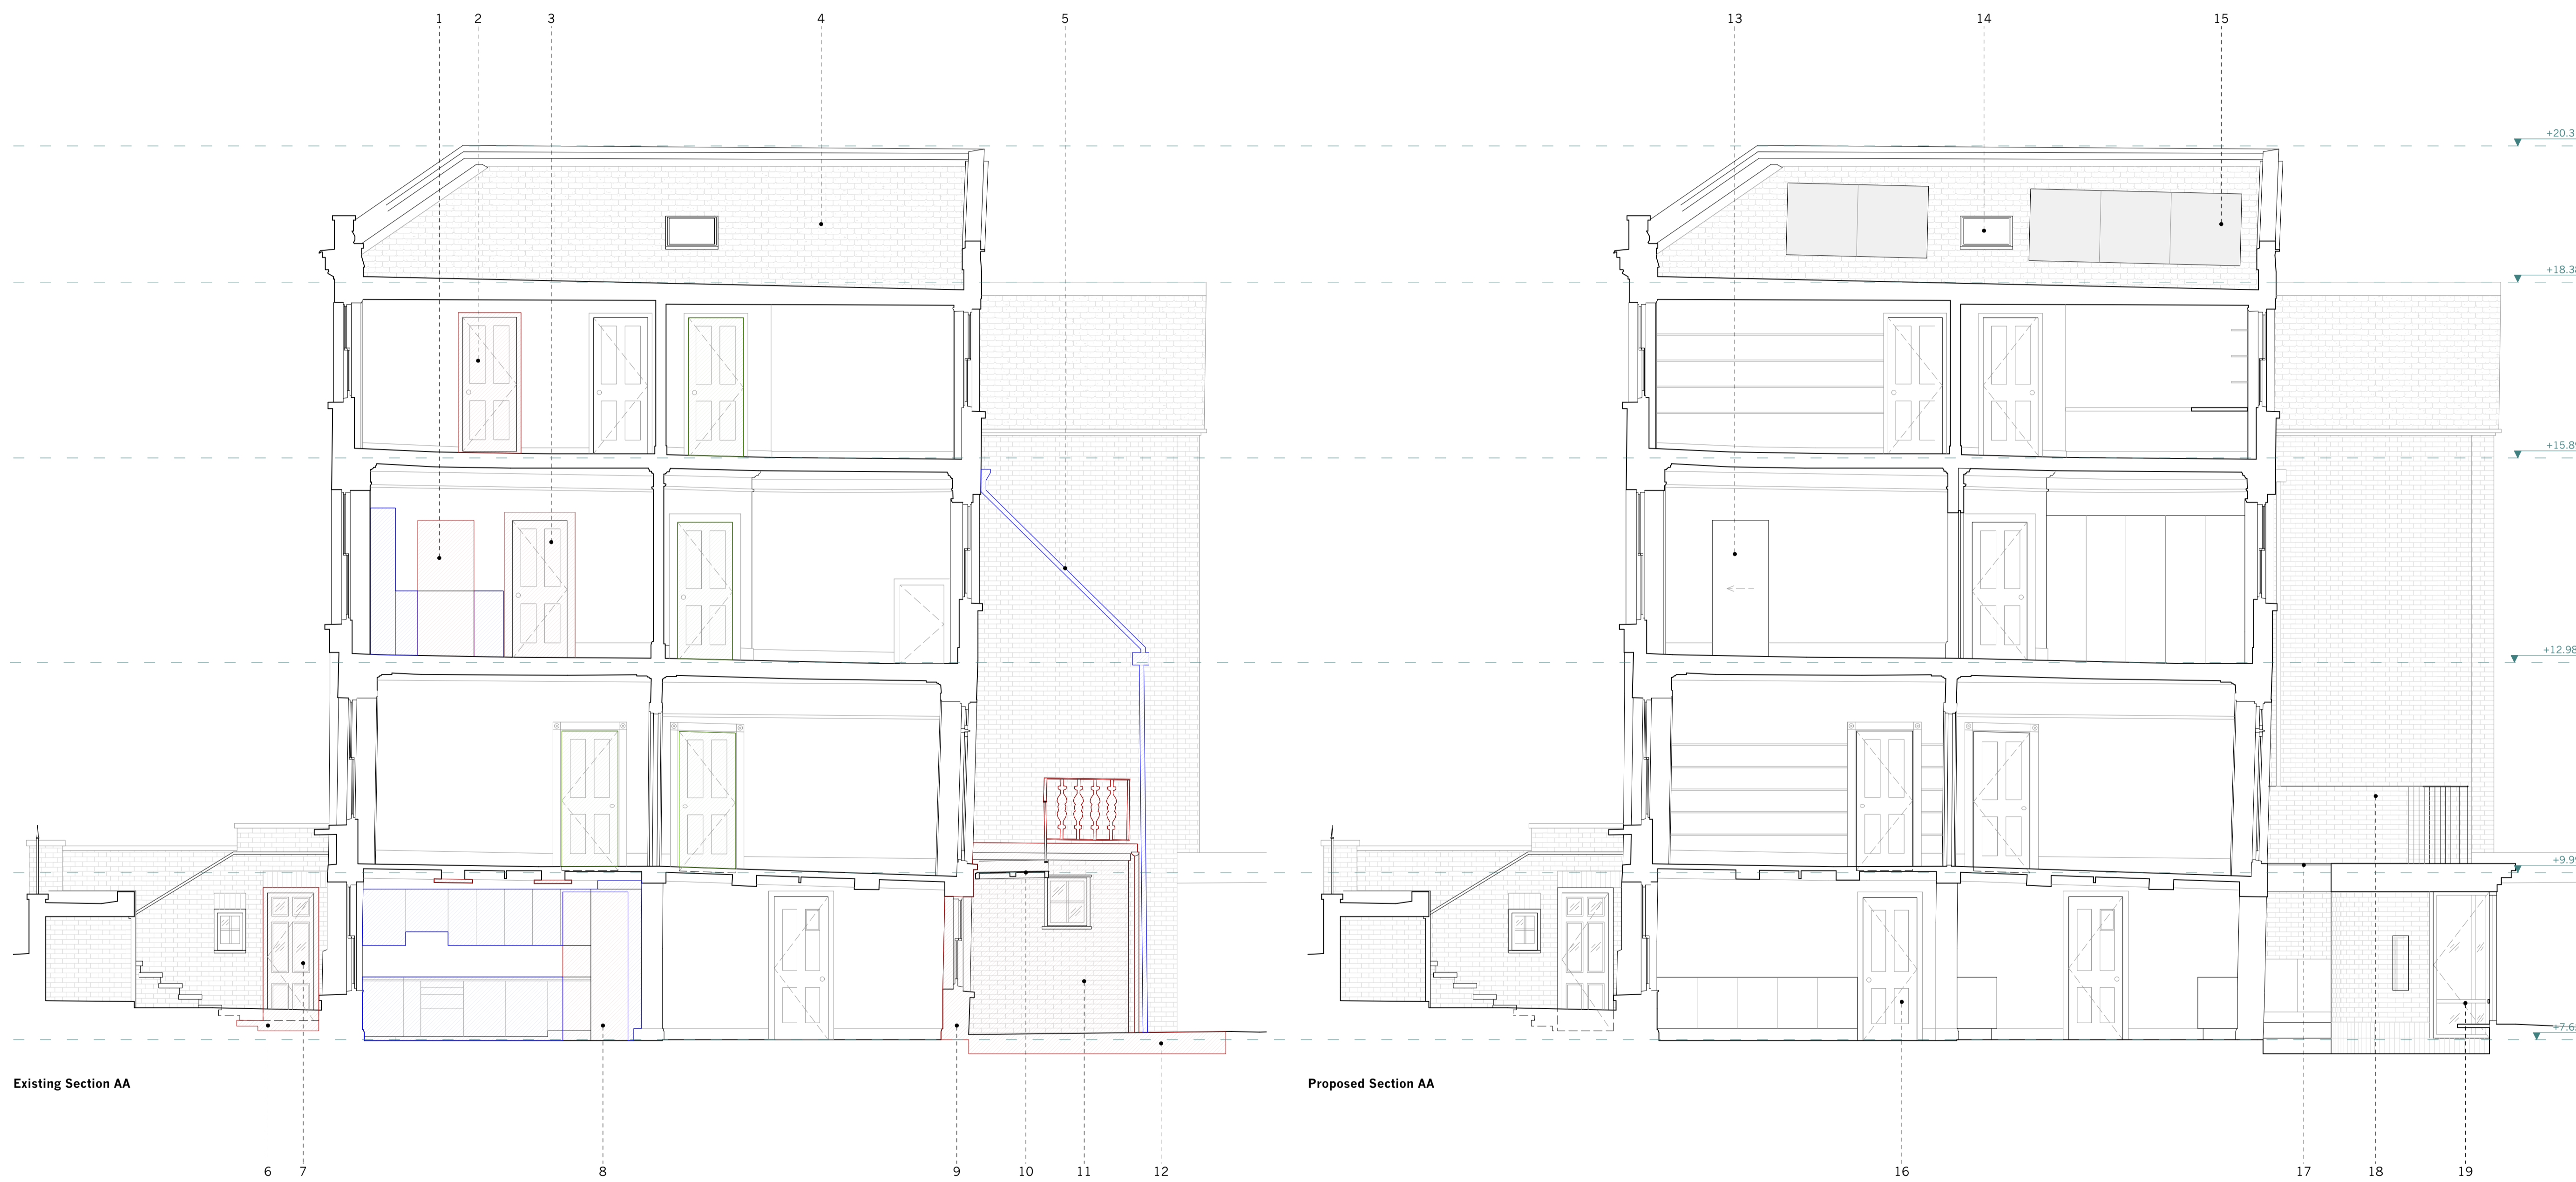 1 2 3 4 5 13 14 15
+20.3
+18.3
+15.8
+12.98
+9.9
+7.6
Existing Section AA Proposed Section AA
6 7 8 9 10 11 12 16 17 18 19